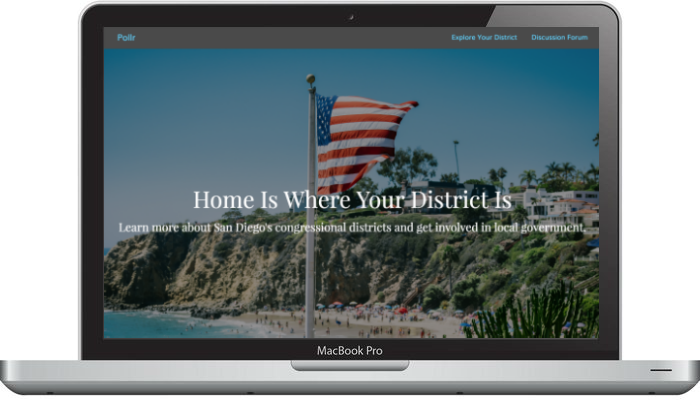 Pollr
Explore Your District
Discussion Forum
Home Is Where Your District Is
Learn more about San Diego's congressional districts and get involved in local government.
MacBook Pro